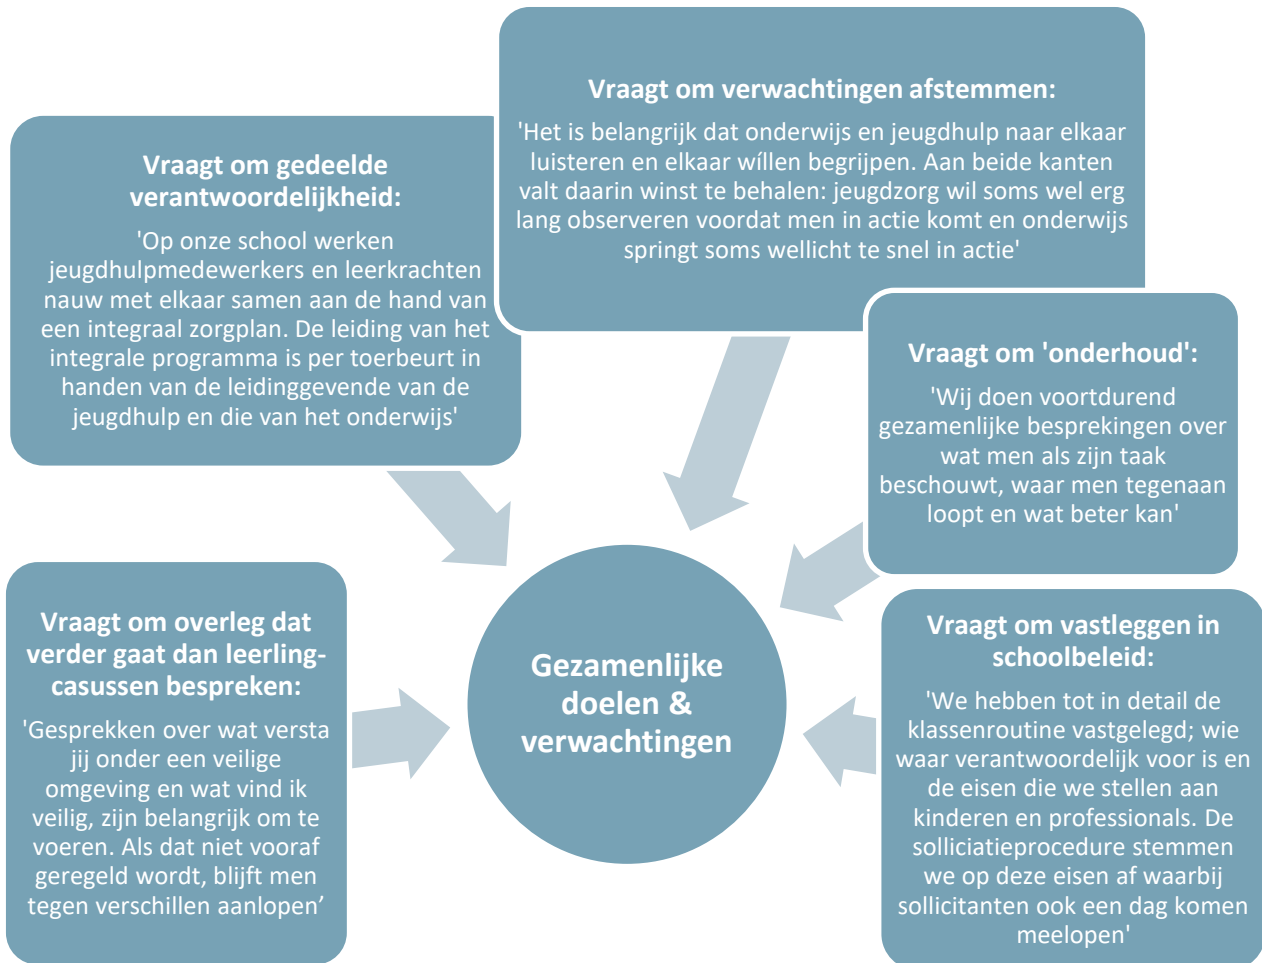 Vraagt om verwachtingen afstemmen:
'Het is belangrijk dat onderwijs en jeugdhulp naar elkaar
luisteren en elkaar wíllen begrijpen. Aan beide kanten
valt daarin winst te behalen: jeugdzorg wil soms wel erg
lang observeren voordat men in actie komt en onderwijs
springt soms wellicht te snel in actie'
Vraagt om gedeelde
verantwoordelijkheid:
'Op onze school werken
jeugdhulpmedewerkers en leerkrachten
nauw met elkaar samen aan de hand van
een integraal zorgplan. De leiding van het
integrale programma is per toerbeurt in
handen van de leidinggevende van de
jeugdhulp en die van het onderwijs'
Vraagt om 'onderhoud':
'Wij doen voortdurend
gezamenlijke besprekingen over
wat men als zijn taak
beschouwt, waar men tegenaan
loopt en wat beter kan'
Vraagt om overleg dat
verder gaat dan leerling-
casussen bespreken:
'Gesprekken over wat versta
jij onder een veilige
omgeving en wat vind ik
veilig, zijn belangrijk om te
voeren. Als dat niet vooraf
geregeld wordt, blijft men
tegen verschillen aanlopen’
Gezamenlijke
doelen &
verwachtingen
Vraagt om vastleggen in
schoolbeleid:
'We hebben tot in detail de
klassenroutine vastgelegd; wie
waar verantwoordelijk voor is en
de eisen die we stellen aan
kinderen en professionals. De
solliciatieprocedure stemmen
we op deze eisen af waarbij
sollicitanten ook een dag komen
meelopen'